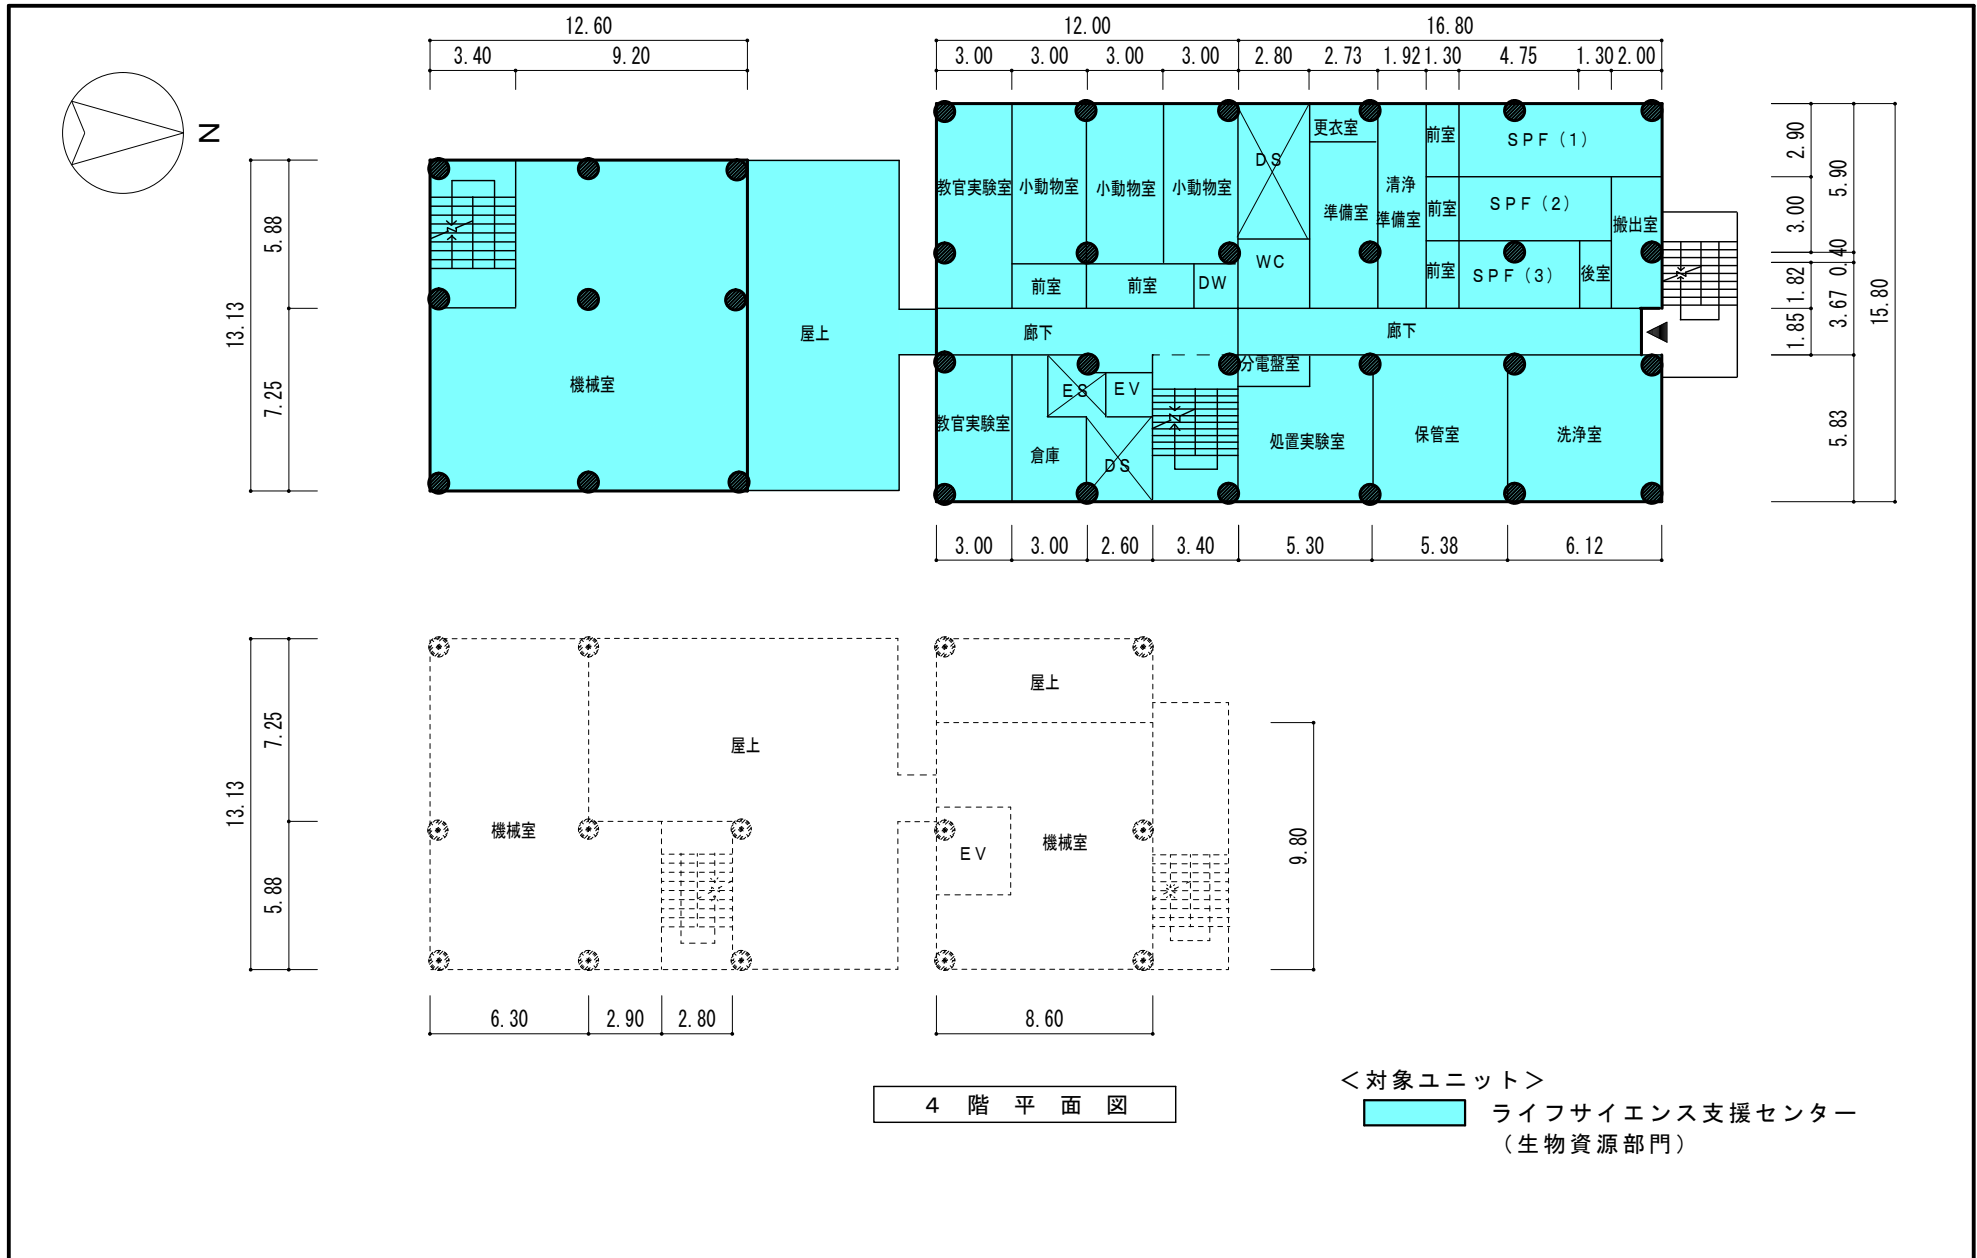 12.60
12.00
16.80
3.40
9.20
3.00
3.00
3.00
3.00
2.80
2.73
1.92
1.30
4.75
1.30
2.00
N
13.13
5.88
7.25
機械室
屋上
教官実験室
小動物室
小動物室
小動物室
DS
更衣室
準備室
清浄
準備室
前室
SPF(1)
前室
SPF(2)
前室
SPF(3)
後室
搬出室
WC
前室
前室
DW
廊下
廊下
教官実験室
ES
EV
倉庫
DS
分電盤室
処置実験室
保管室
洗浄室
2.90
3.00
0.40
1.82
1.85
5.90
3.67
5.83
15.80
3.00
3.00
2.60
3.40
5.30
5.38
6.12
13.13
7.25
5.88
機械室
屋上
屋上
EV
機械室
9.80
6.30
2.90
2.80
8.60
4階平面図
<対象ユニット>
ライフサイエンス支援センター
(生物資源部門)